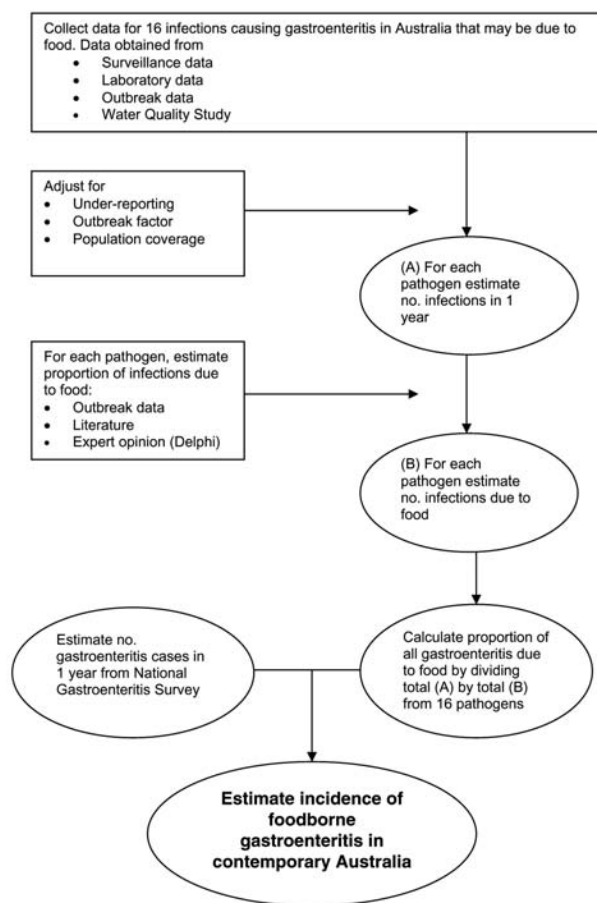 Collect data for 16 infections causing gastroenteritis in Australia that may be due to
food. Data obtained from
• Surveillance data
• Laboratory data
• Outbreak data
• Water Quality Study
Adjust for
• Under-reporting
• Outbreak factor
• Population coverage
(A) For each
pathogen estimate
no. infections in 1
year
For each pathogen, estimate
proportion of infections due
to food:
• Outbreak data
• Literature
• Expert opinion (Delphi)
(B) For each
pathogen estimate
no. infections due to
food
Estimate no.
gastroenteritis cases in
1 year from National
Gastroenteritis Survey
Calculate proportion of
all gastroenteritis due
to food by dividing
total (A) by total (B)
from 16 pathogens
Estimate incidence of
foodborne
gastroenteritis in
contemporary Australia